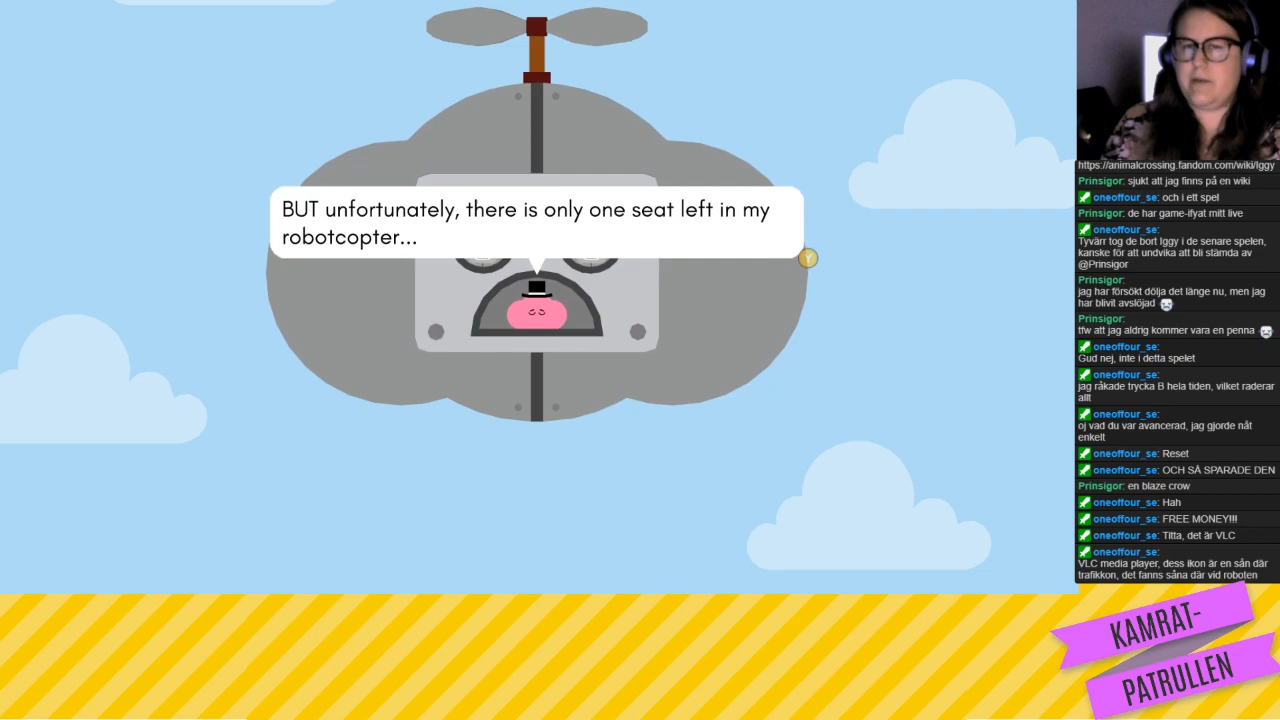 BUT unfortunately, there is only one seat left in my
robotcopter...
Y
https://animalcrossing.fandom.com/wiki/Iggy
Prinsigor: sjukt att jag finns på en wiki
oneoffour_se: och i ett spel
Prinsigor: de har game-ifyat mitt live
oneoffour_se:
Tyvärr tog de bort Iggy i de senare spelen,
kanske för att undvika att bli stämda av
@Prinsigor
Prinsigor:
jag har försökt dölja det länge nu, men jag
har blivit avslöjad
Prinsigor:
tfw att jag aldrig kommer vara en penna
oneoffour_se:
Gud nej, inte i detta spelet
oneoffour_se:
jag råkade trycka B hela tiden, vilket raderar
allt
oneoffour_se:
oj vad du var avancerad, jag gjorde nåt
enkelt
oneoffour_se: Reset
oneoffour_se: OCH SÅ SPARADE DEN
Prinsigor: en blaze crow
oneoffour_se: Hah
oneoffour_se: FREE MONEY!!!
oneoffour_se: Titta, det är VLC
oneoffour_se:
VLC media player, dess ikon är en sån där
trafikkon, det fanns såna där vid roboten
KAMRAT-
PATRULLEN